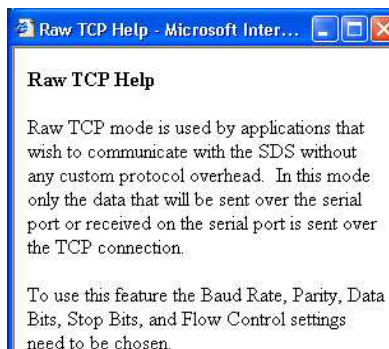 Raw TCP Help - Microsoft Inter...
Raw TCP Help
Raw TCP mode is used by applications that
wish to communicate with the SDS without
any custom protocol overhead. In this mode
only the data that will be sent over the serial
port or received on the serial port is sent over
the TCP connection.
To use this feature the Baud Rate, Parity, Data
Bits, Stop Bits, and Flow Control settings
need to be chosen.